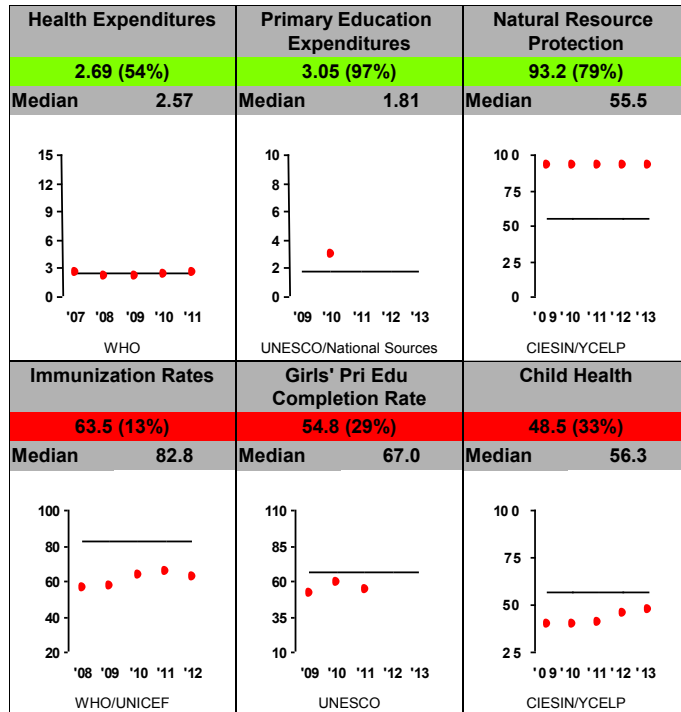 Health Expenditures
2.69 (54%)
Median 2.57
15
12
9
6
3
0
'07 '08 '09 '10 '11
WHO
Primary Education
Expenditures
3.05 (97%)
Median 1.81
10
8
6
4
2
0
'09 '10 '11 '12 '13
UNESCO/National Sources
Natural Resource
Protection
93.2 (79%)
Median 55.5
100
75
50
25
0
'09 '10 '11 '12 '13
CIESIN/YCELP
Immunization Rates
63.5 (13%)
Median 82.8
100
80
60
40
20
'08 '09 '10 '11 '12
WHO/UNICEF
Girls' Pri Edu
Completion Rate
54.8 (29%)
Median 67.0
110
85
60
35
10
'09 '10 '11 '12 '13
UNESCO
Child Health
48.5 (33%)
Median 56.3
100
75
50
25
'09 '10 '11 '12 '13
CIESIN/YCELP